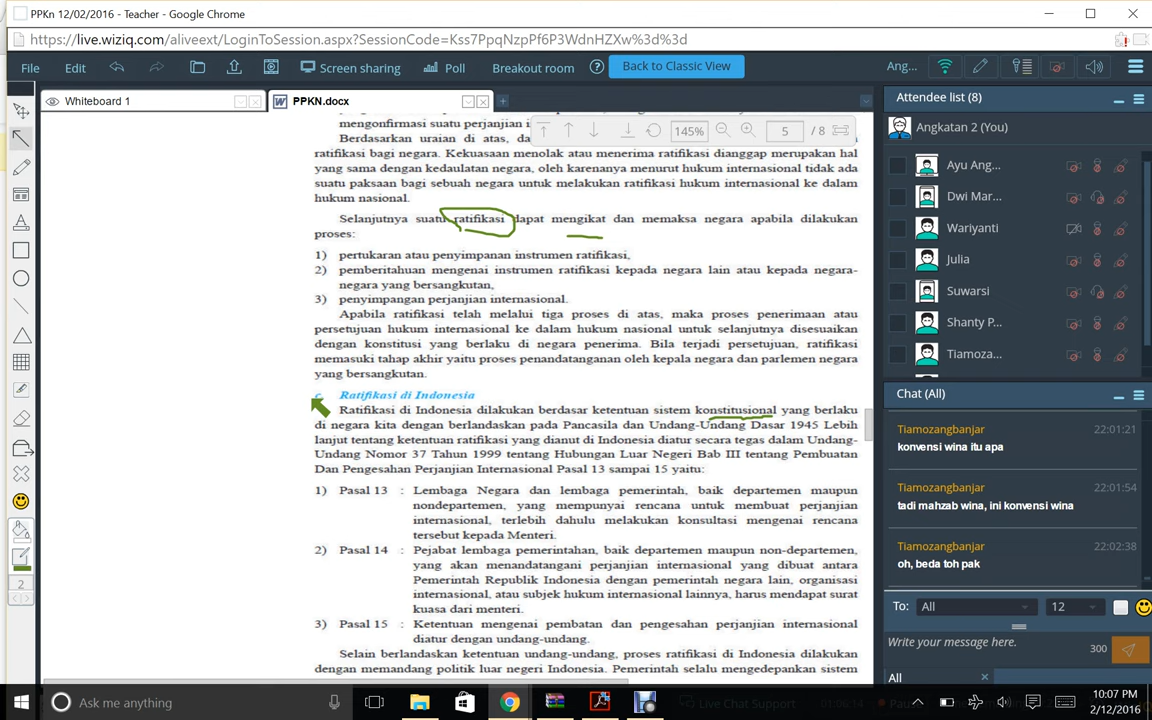 PPKn 12/02/2016 - Teacher - Google Chrome
https://live.wiziq.com/aliveext/LoginToSession.aspx?SessionCode=Kss7PpqNzpPf6P3WdnHZXw%3d%3d
File Edit Screen sharing Poll Breakout room ? Back to Classic View Ang...
Whiteboard 1 PPKN.docx
145% 5 / 8
mengonfirmasi suatu perjanjian
Berdasarkan uraian di atas,
ratifikasi bagi negara. Kekuasaan menolak atau menerima ratifikasi dianggap merupakan hal
yang sama dengan kedaulatan negara, oleh karenanya menurut hukum internasional tidak ada
suatu paksaan bagi sebuah negara untuk melakukan ratifikasi hukum internasional ke dalam
hukum nasional.
Selanjutnya suatu ratifikasi dapat mengikat dan memaksa negara apabila dilakukan
proses:
1) pertukaran atau penyimpanan instrumen ratifikasi,
2) pemberitahuan mengenai instrumen ratifikasi kepada negara lain atau kepada negara-
negara yang bersangkutan,
3) penyimpangan perjanjian internasional.
Apabila ratifikasi telah melalui tiga proses di atas, maka proses penerimaan atau
persetujuan hukum internasional ke dalam hukum nasional untuk selanjutnya disesuaikan
dengan konstitusi yang berlaku di negara penerima. Bila terjadi persetujuan, ratifikasi
memasuki tahap akhir yaitu proses penandatanganan oleh kepala negara dan parlemen negara
yang bersangkutan.
c. Ratifikasi di Indonesia
Ratifikasi di Indonesia dilakukan berdasar ketentuan sistem konstitusional yang berlaku
di negara kita dengan berlandaskan pada Pancasila dan Undang-Undang Dasar 1945 Lebih
lanjut tentang ketentuan ratifikasi yang dianut di Indonesia diatur secara tegas dalam Undang-
Undang Nomor 37 Tahun 1999 tentang Hubungan Luar Negeri Bab III tentang Pembuatan
Dan Pengesahan Perjanjian Internasional Pasal 13 sampai 15 yaitu:
1) Pasal 13 : Lembaga Negara dan lembaga pemerintah, baik departemen maupun
nondepartemen, yang mempunyai rencana untuk membuat perjanjian
internasional, terlebih dahulu melakukan konsultasi mengenai rencana
tersebut kepada Menteri.
2) Pasal 14 : Pejabat lembaga pemerintahan, baik departemen maupun non-departemen,
yang akan menandatangani perjanjian internasional yang dibuat antara
Pemerintah Republik Indonesia dengan pemerintah negara lain, organisasi
internasional, atau subjek hukum internasional lainnya, harus mendapat surat
kuasa dari menteri.
3) Pasal 15 : Ketentuan mengenai pembatan dan pengesahan perjanjian internasional
diatur dengan undang-undang.
Selain berlandaskan ketentuan undang-undang, proses ratifikasi di Indonesia dilakukan
dengan memandang politik luar negeri Indonesia. Pemerintah selalu mengedepankan sistem
2
Attendee list (8)
Angkatan 2 (You)
Ayu Ang...
Dwi Mar...
Wariyanti
Julia
Suwarsi
Shanty P...
Tiamoza...
Chat (All)
Tiamozangbanjar 22:01:21
konvensi wina itu apa
Tiamozangbanjar 22:01:54
tadi mahzab wina, ini konvensi wina
Tiamozangbanjar 22:02:38
oh, beda toh pak
To: All 12
Write your message here. 300
All
Live Chat Support
Ask me anything
10:07 PM
2/12/2016